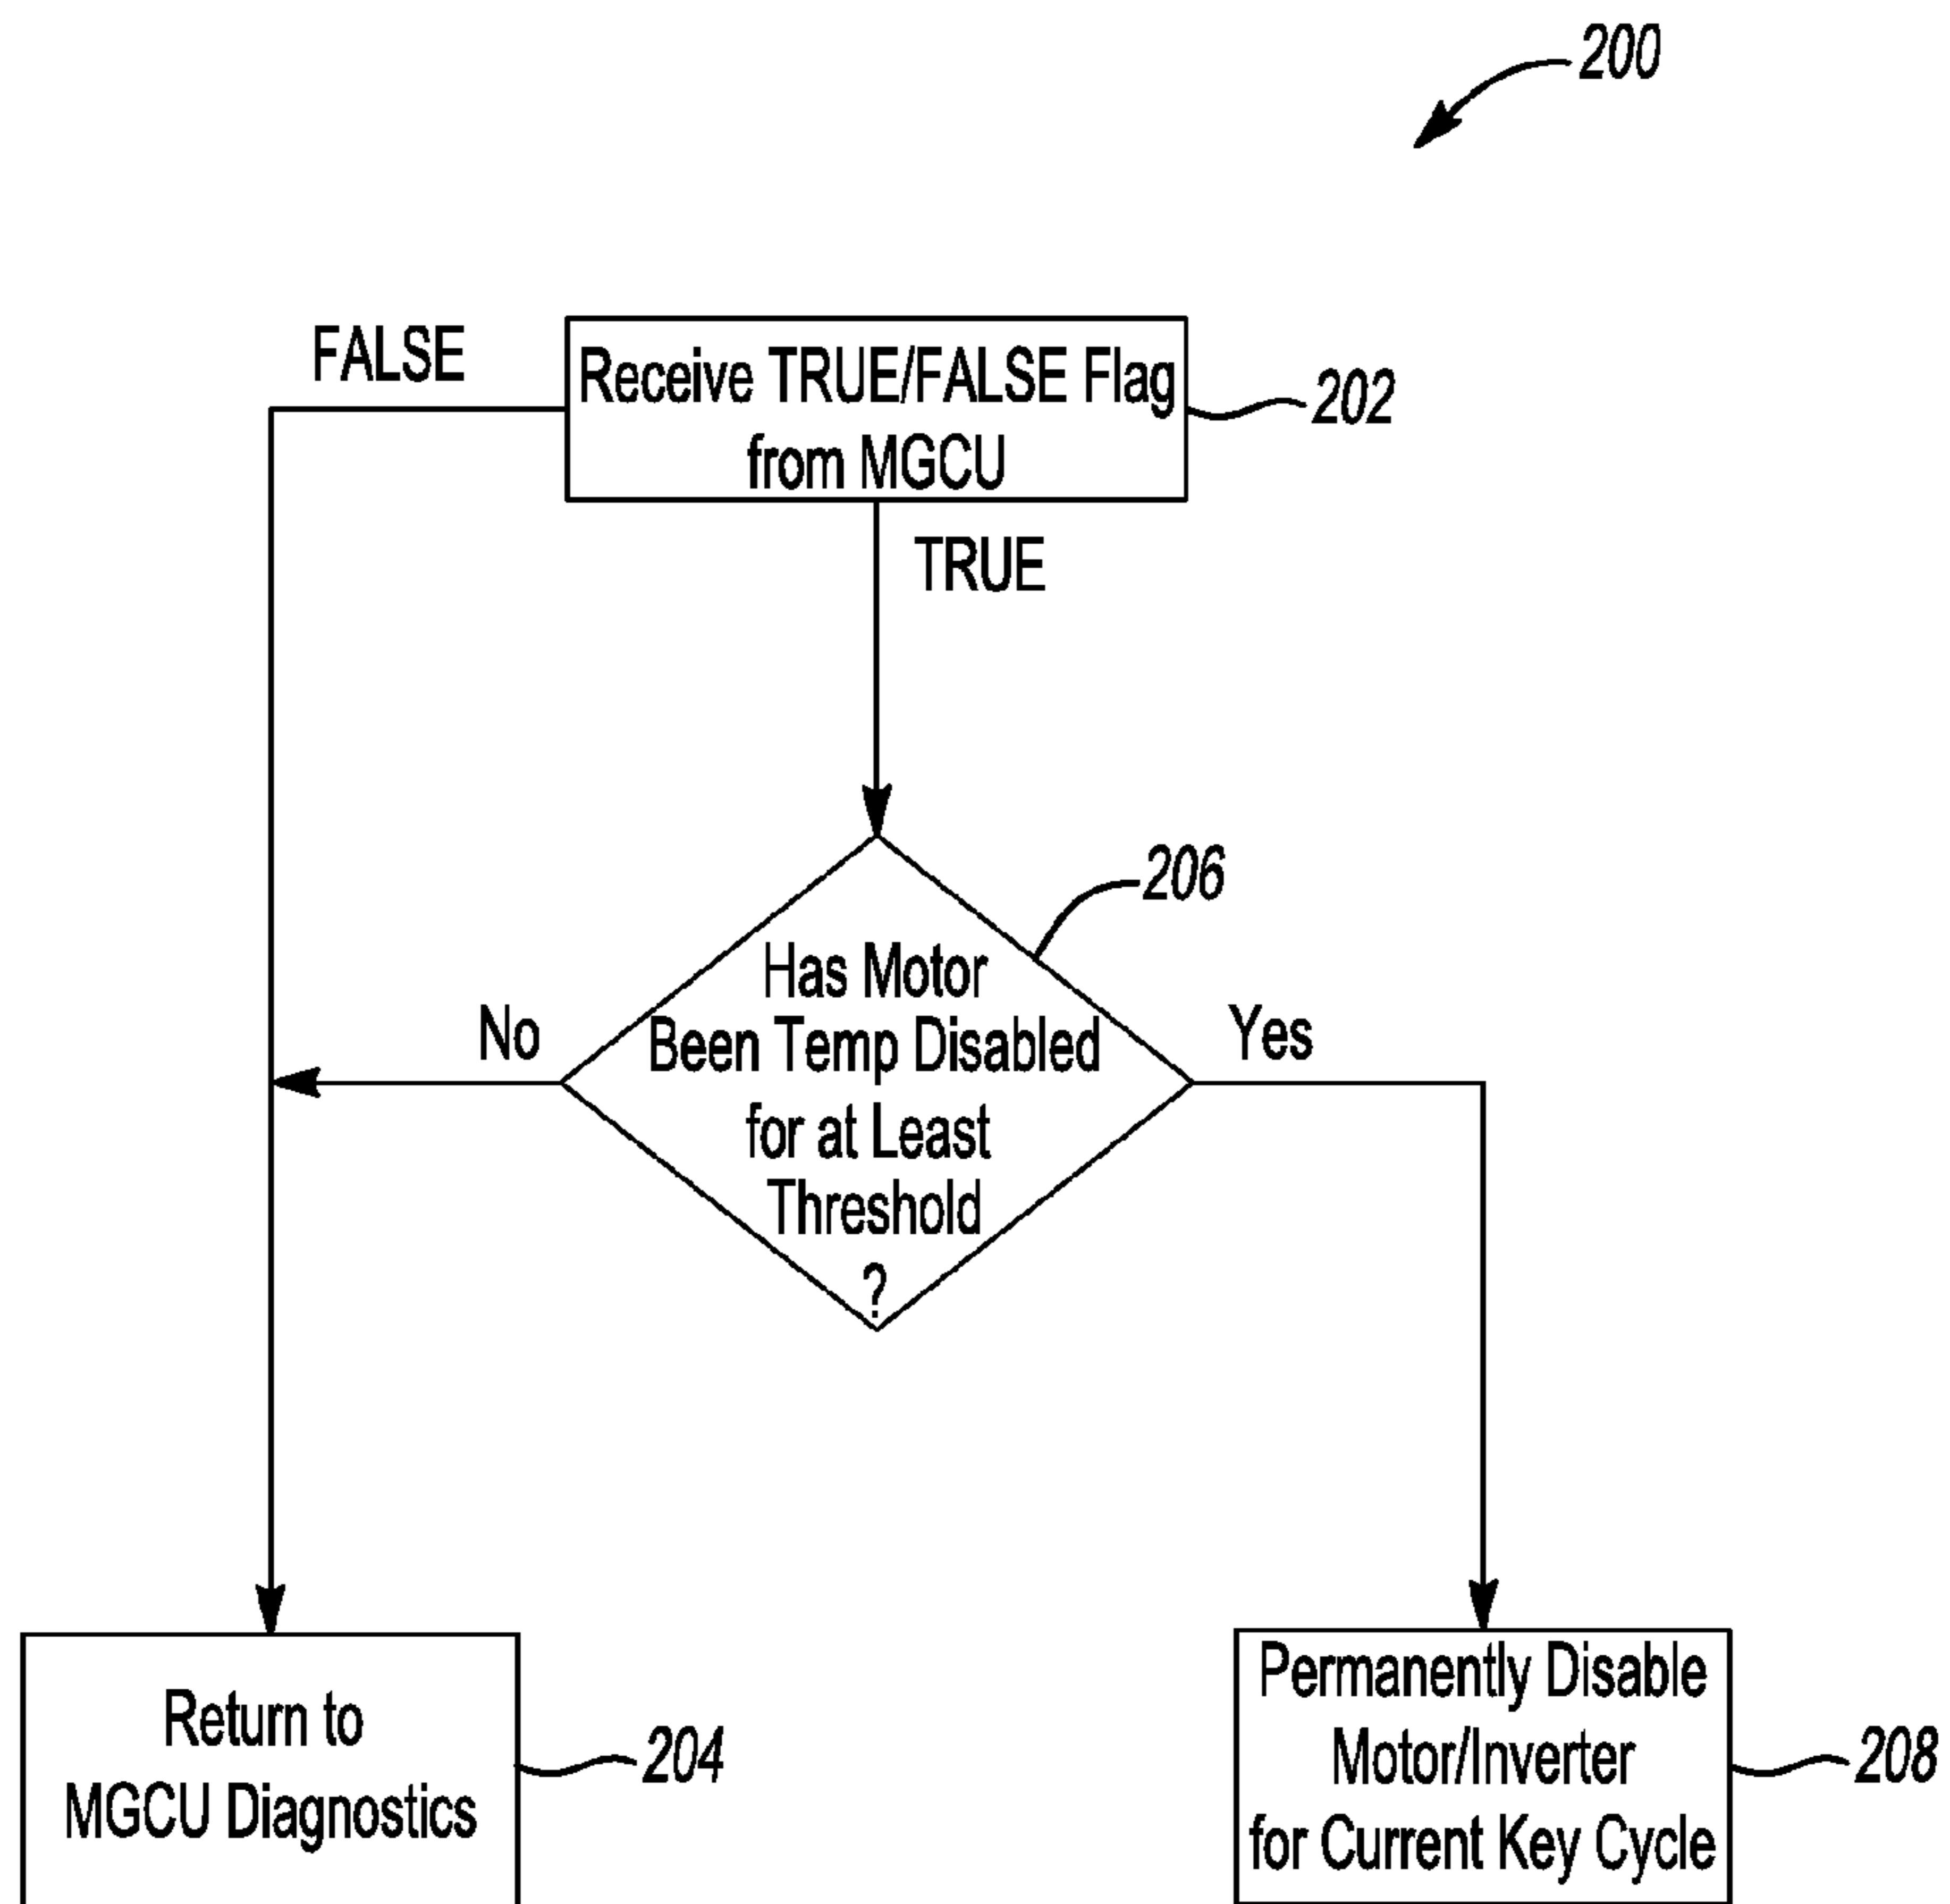 200
FALSE
Receive TRUE/FALSE Flag
from MGCU
202
TRUE
206
Has Motor
Been Temp Disabled
for at Least
Threshold
?
No
Yes
Return to
MGCU Diagnostics
204
Permanently Disable
Motor/Inverter
for Current Key Cycle
208